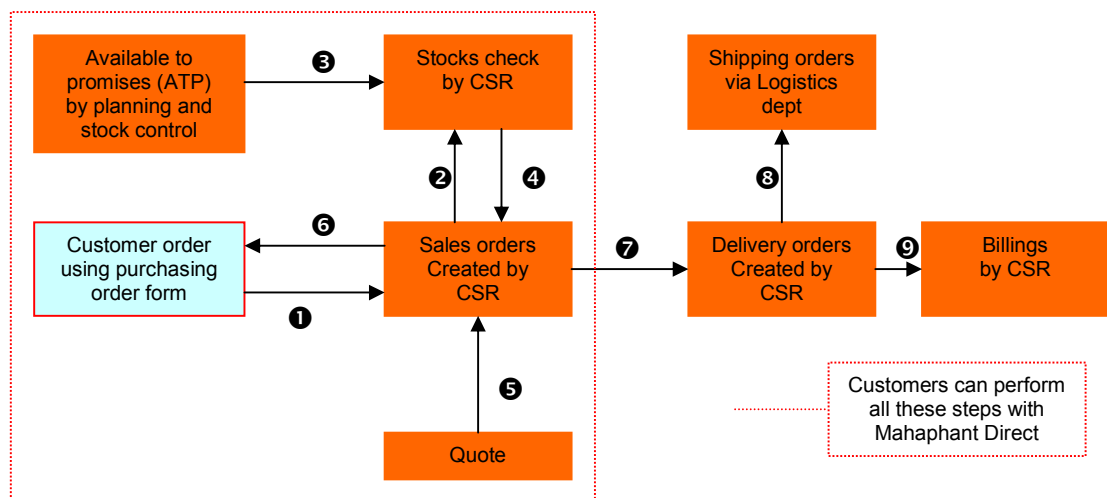 Available to
promises (ATP)
by planning and
stock control
❸
Stocks check
by CSR
Shipping orders
via Logistics
dept
❷
❹
❽
Customer order
using purchasing
order form
❻
❶
Sales orders
Created by
CSR
❼
Delivery orders
Created by
CSR
❾
Billings
by CSR
❺
Quote
Customers can perform
all these steps with
Mahaphant Direct